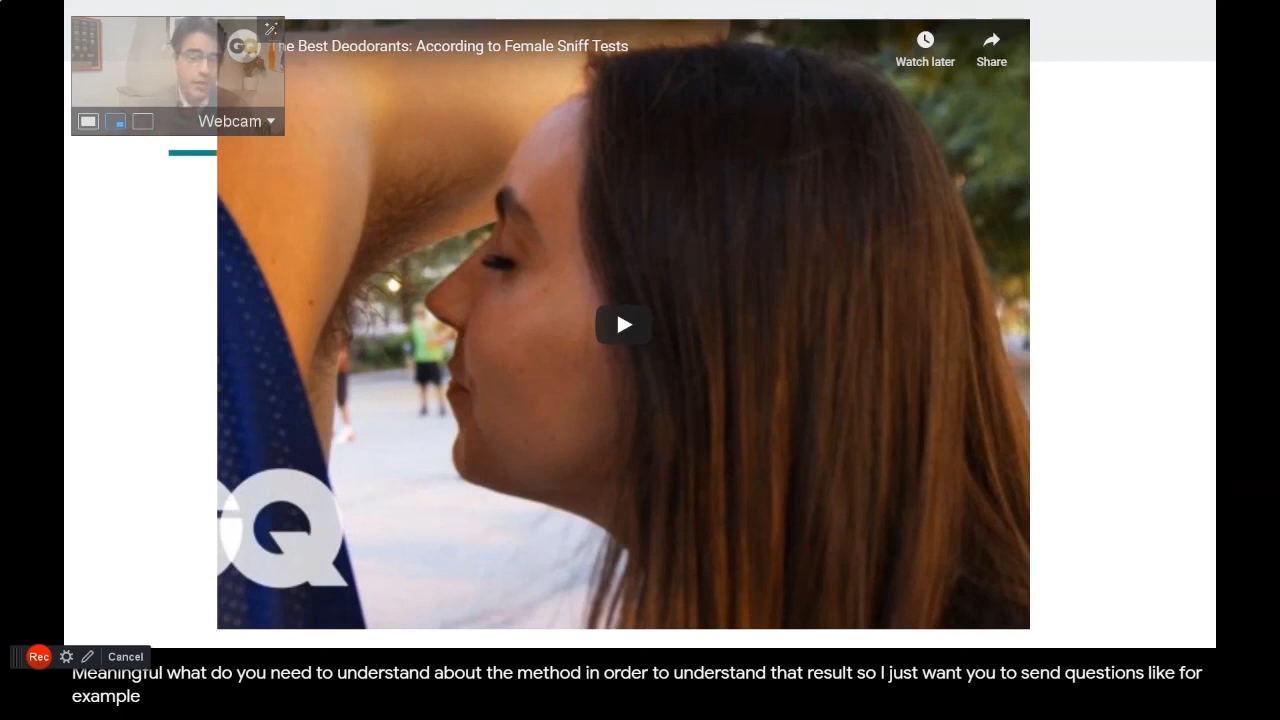 GQ
The Best Deodorants: According to Female Sniff Tests
Watch later
Share
Webcam
GQ
Rec
Cancel
Meaningful what do you need to understand about the method in order to understand that result so I just want you to send questions like for
example